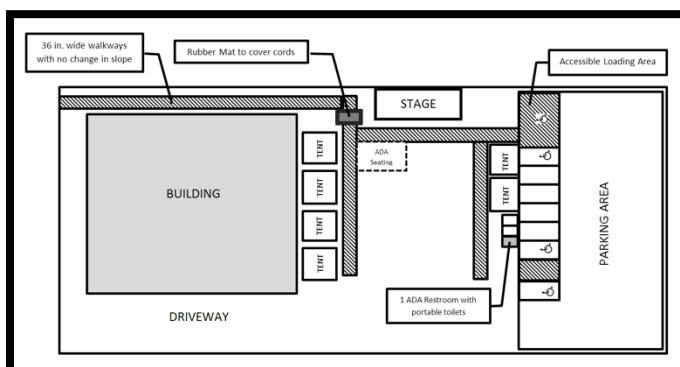 36 in. wide walkways
with no change in slope
Rubber Mat to cover cords
Accessible Loading Area
STAGE
TENT
TENT
TENT
TENT
ADA
Seating
TENT
TENT
BUILDING
PARKING AREA
1 ADA Restroom with
portable toilets
DRIVEWAY